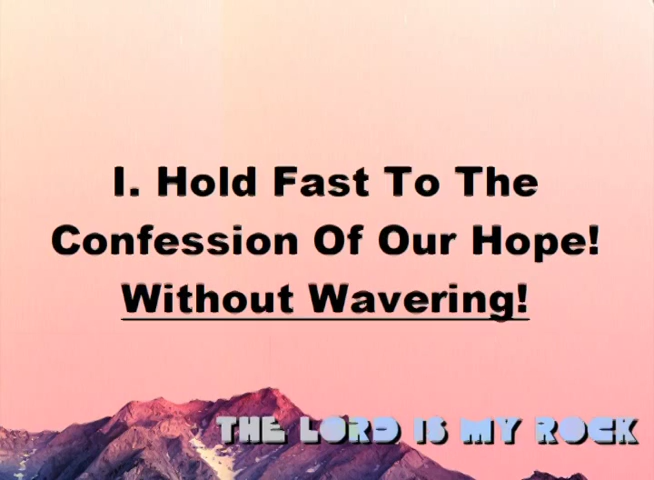 I. Hold Fast To The
Confession Of Our Hope!
Without Wavering!
THE LORD IS MY ROCK